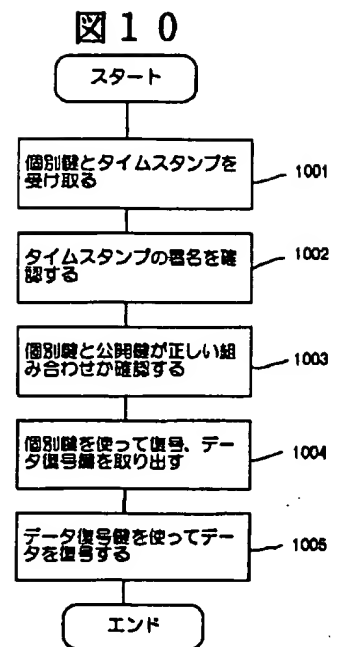 図１０
スタート
個別鍵とタイムスタンプを
受け取る
1001
タイムスタンプの署名を確
認する
1002
個別鍵と公開鍵が正しい組
み合わせか確認する
1003
個別鍵を使って復号、デー
タ復号鍵を取り出す
1004
データ復号鍵を使ってデー
タを復号する
1005
エンド